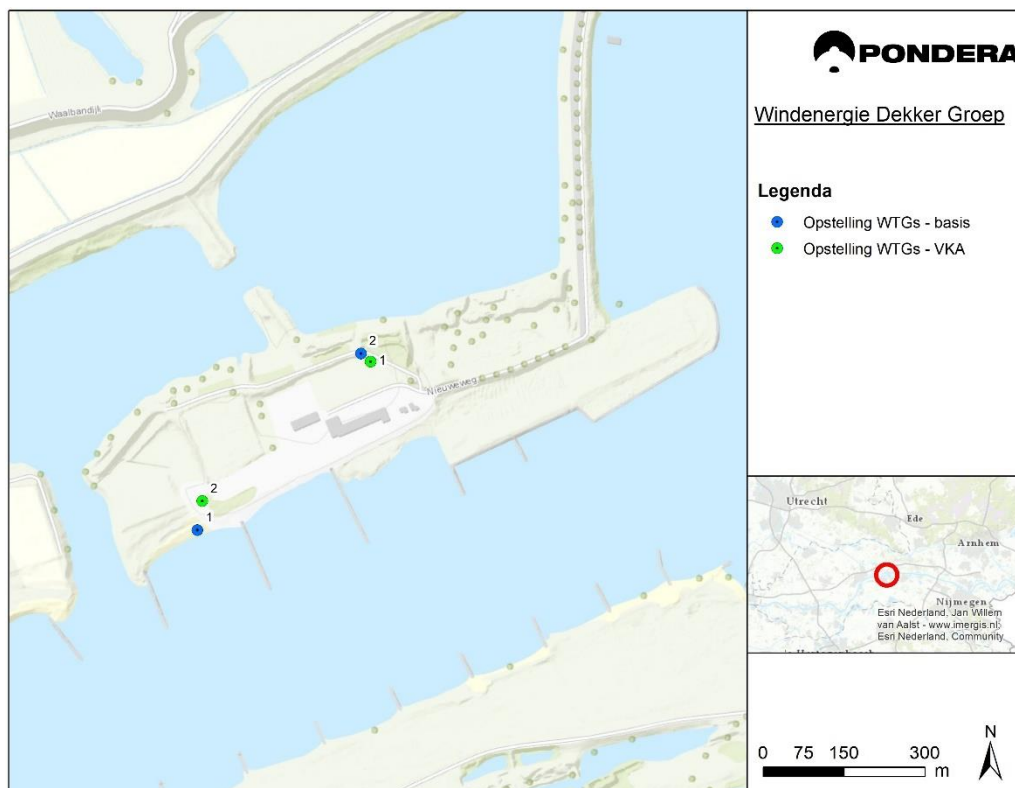 PONDERA
Windenergie Dekker Groep
Legenda
Opstelling WTGs - basis
Opstelling WTGs - VKA
Waalbandijk
2
1
Nieuweweg
2
1
Utrecht
Ede
Arnhem
Nijmegen
Esri Nederland, Jan Willem
van Aalst - www.imergis.nl;
Esri Nederland, Community
N
0 75 150 300
m